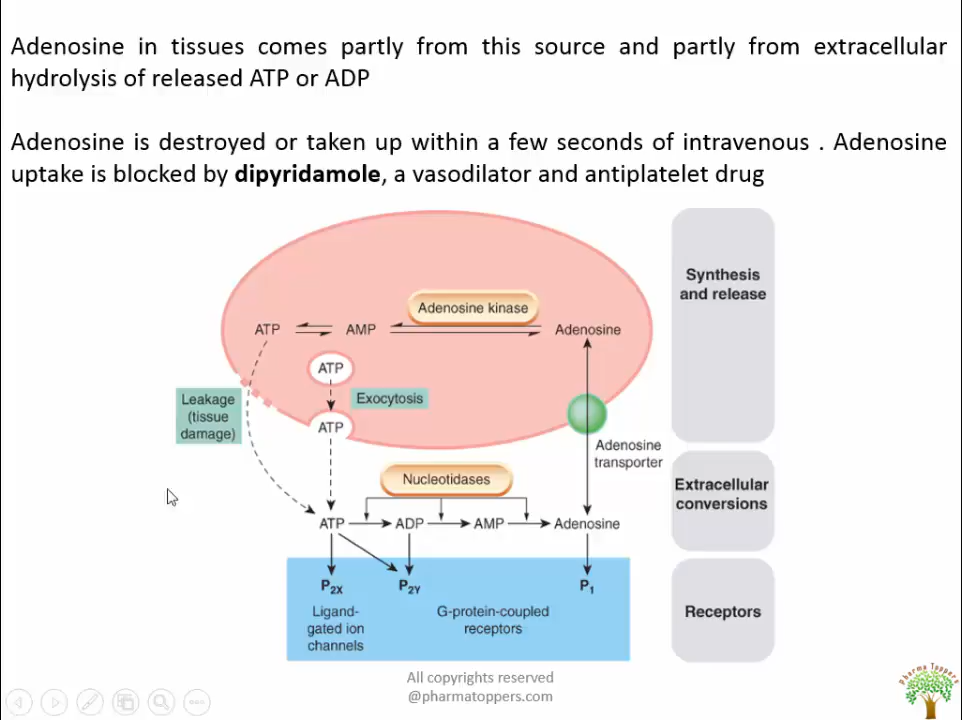 Adenosine in tissues comes partly from this source and partly from extracellular
hydrolysis of released ATP or ADP
Adenosine is destroyed or taken up within a few seconds of intravenous . Adenosine
uptake is blocked by dipyridamole, a vasodilator and antiplatelet drug
Synthesis
and release
Adenosine kinase
ATP
AMP
Adenosine
ATP
Leakage
(tissue
damage)
Exocytosis
ATP
Adenosine
transporter
Nucleotidases
Extracellular
conversions
ATP
ADP
AMP
Adenosine
P2X
P2Y
P1
Ligand-
gated ion
channels
G-protein-coupled
receptors
Receptors
All copyrights reserved
@pharmatoppers.com
Pharma Toppers